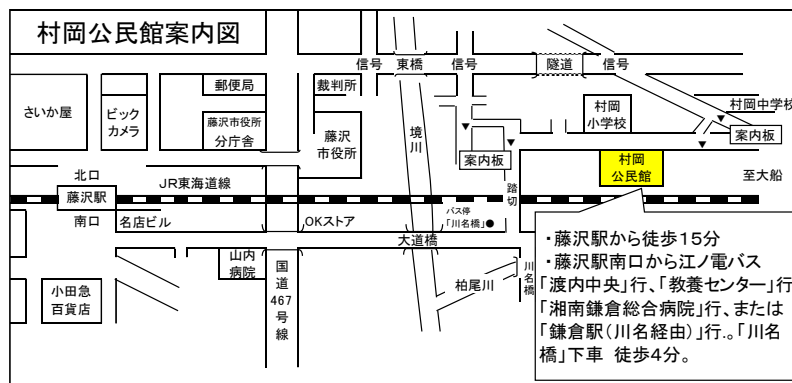 村岡公民館案内図
信号
東橋
信号
隧道
信号
さいか屋
ビック
カメラ
郵便局
裁判所
藤沢市役所
分庁舎
藤沢
市役所
境川
村岡
小学校
村岡中学校
案内板
案内板
村岡
公民館
北口
JR東海道線
至大船
藤沢駅
踏切
南口
名店ビル
OKストア
バス停
「川名橋」●
大道橋
山内
病院
国道467号線
川名橋
柏尾川
小田急
百貨店
・藤沢駅から徒歩15分
・藤沢駅南口から江ノ電バス
「渡内中央」行、「教養センター」行
「湘南鎌倉総合病院」行、または
「鎌倉駅(川名経由)」行.。「川名
橋」下車 徒歩4分。